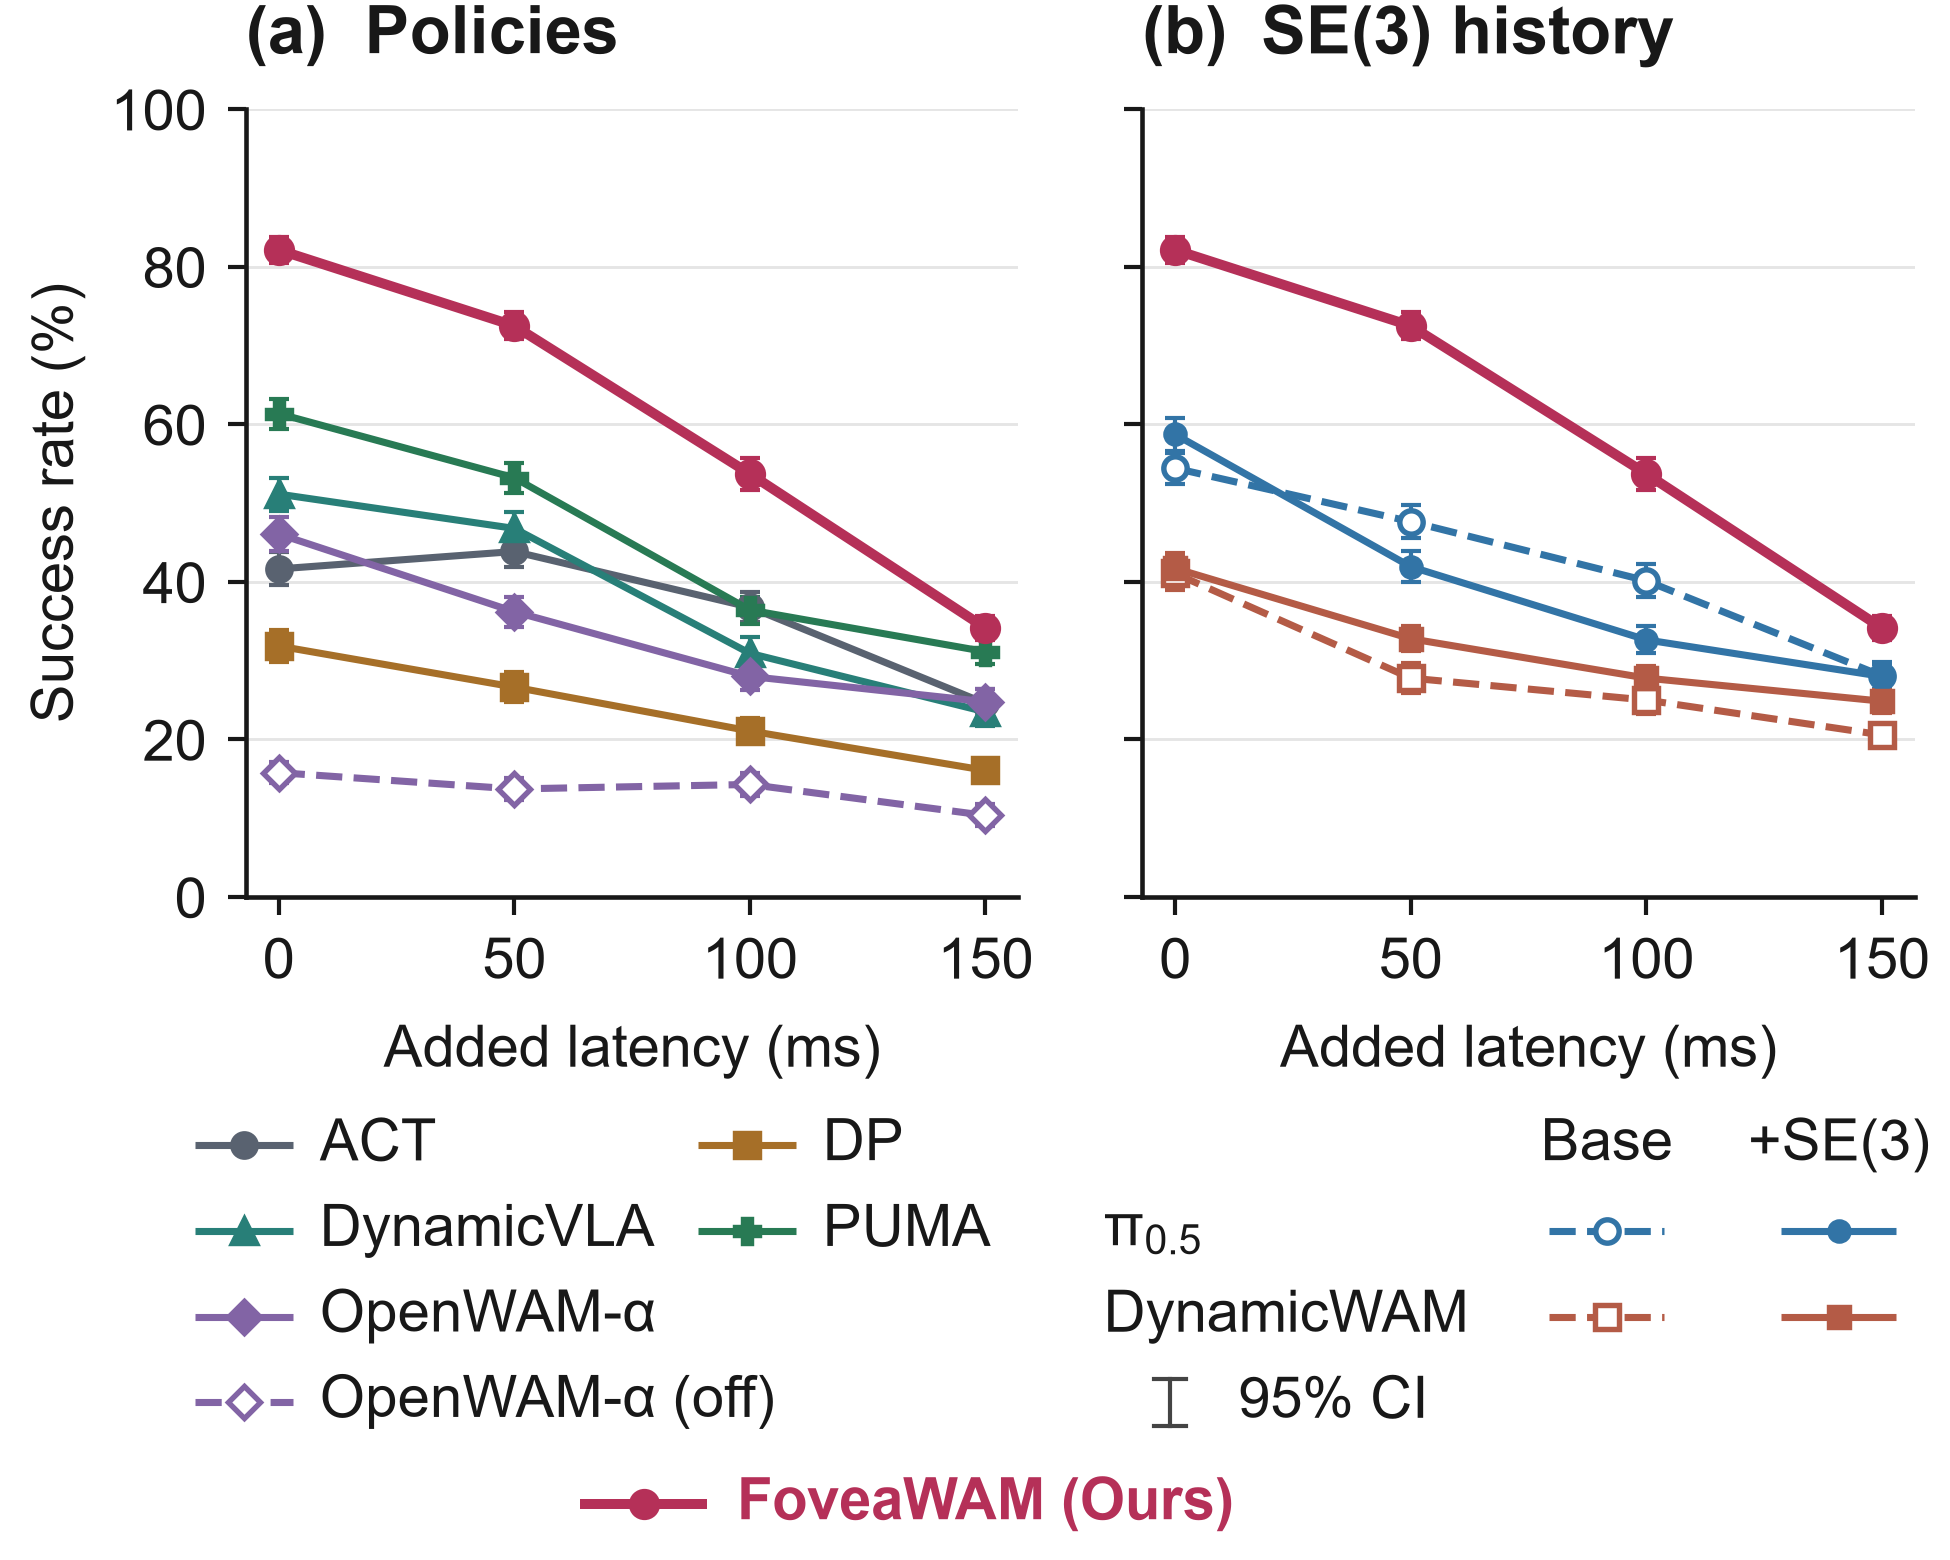 (a) Policies
(b) SE(3) history
Success rate (%)
100
80
60
40
20
0
0 50 100 150
0 50 100 150
Added latency (ms)
Added latency (ms)
ACT
DP
DynamicVLA
PUMA
OpenWAM-α
OpenWAM-α (off)
Base +SE(3)
π0.5
DynamicWAM
95% CI
FoveaWAM (Ours)